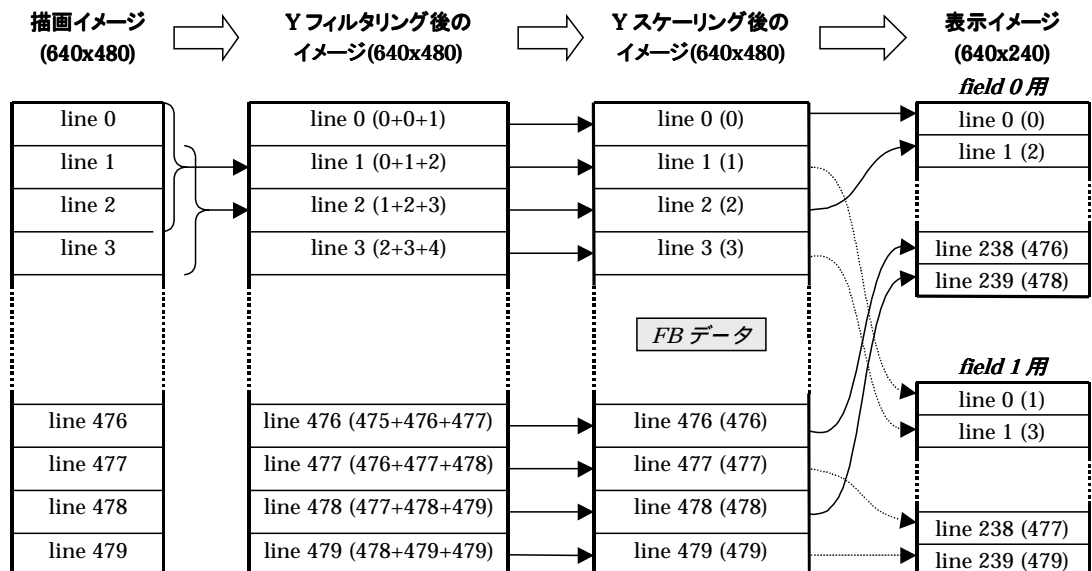 描画イメージ
(640x480)
Y フィルタリング後の
イメージ(640x480)
Y スケーリング後の
イメージ(640x480)
表示イメージ
(640x240)
line 0
line 1
line 2
line 3
line 476
line 477
line 478
line 479
line 0 (0+0+1)
line 1 (0+1+2)
line 2 (1+2+3)
line 3 (2+3+4)
line 476 (475+476+477)
line 477 (476+477+478)
line 478 (477+478+479)
line 479 (478+479+479)
line 0 (0)
line 1 (1)
line 2 (2)
line 3 (3)
FB データ
line 476 (476)
line 477 (477)
line 478 (478)
line 479 (479)
field 0 用
line 0 (0)
line 1 (2)
line 238 (476)
line 239 (478)
field 1 用
line 0 (1)
line 1 (3)
line 238 (477)
line 239 (479)